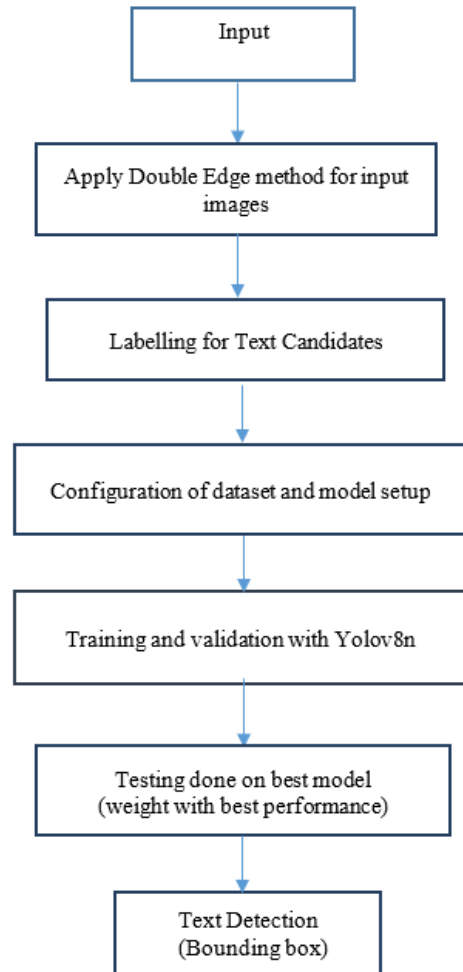 Input
Apply Double Edge method for input
images
Labelling for Text Candidates
Configuration of dataset and model setup
Training and validation with Yolov8n
Testing done on best model
(weight with best performance)
Text Detection
(Bounding box)